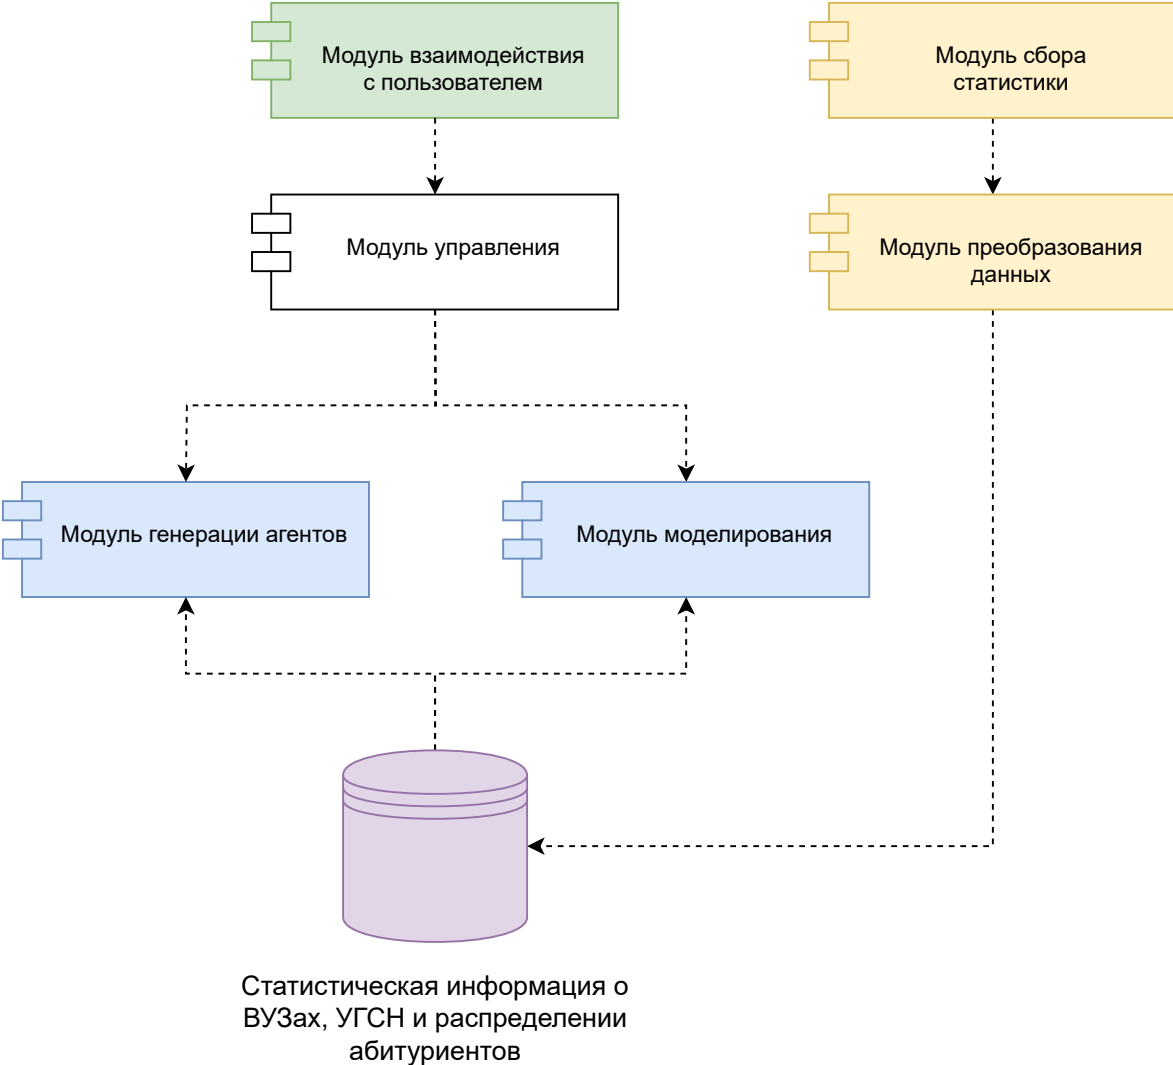 Модуль взаимодействия
с пользователем
Модуль сбора
статистики
Модуль управления
Модуль преобразования
данных
Модуль генерации агентов
Модуль моделирования
Статистическая информация о
ВУЗах, УГСН и распределении
абитуриентов